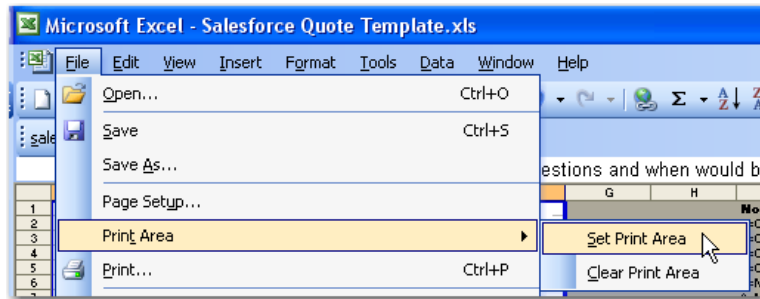 Microsoft Excel - Salesforce Quote Template.xls
File Edit View Insert Format Tools Data Window Help
Open... Ctrl+O
Save Ctrl+S
Save As...
estions and when would b
Page Setup...
G H
Print Area
Set Print Area
Print... Ctrl+P
Clear Print Area
sale
1
2
3
4
5
6
No